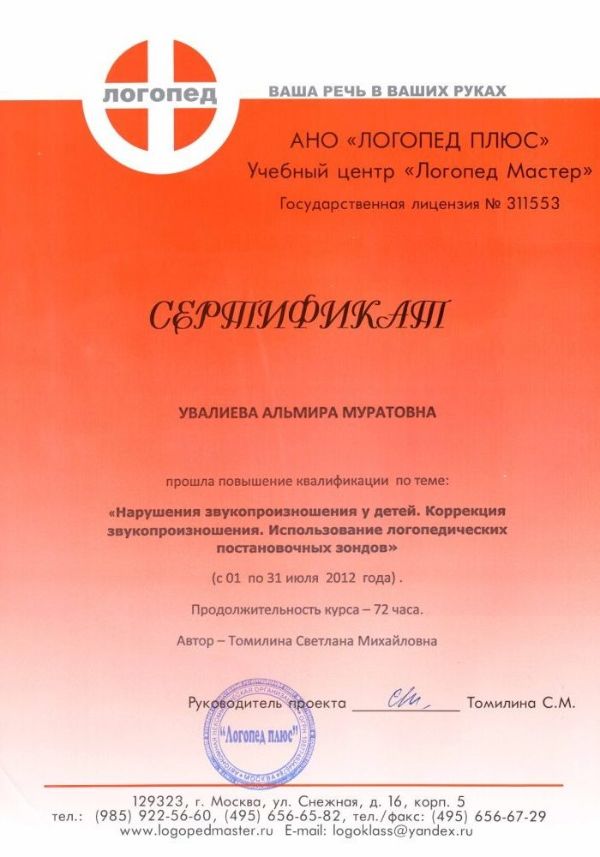 логопед
ВАША РЕЧЬ В ВАШИХ РУКАХ
АНО «ЛОГОПЕД ПЛЮС»
Учебный центр «Логопед Мастер»
Государственная лицензия № 311553
СЕРТИФИКАТ
УВАЛИЕВА АЛЬМИРА МУРАТОВНА
прошла повышение квалификации по теме:
«Нарушения звукопроизношения у детей. Коррекция
звукопроизношения. Использование логопедических
постановочных зондов»
(с 01 по 31 июля 2012 года).
Продолжительность курса – 72 часа.
Автор – Томилина Светлана Михайловна
Руководитель проекта Томилина С.М.
"Логопед плюс"
МОСКВА
129323, г. Москва, ул. Снежная, д. 16, корп. 5
тел.: (985) 922-56-60, (495) 656-65-82, тел./факс: (495) 656-67-29
www.logopedmaster.ru E-mail: logoklass@yandex.ru